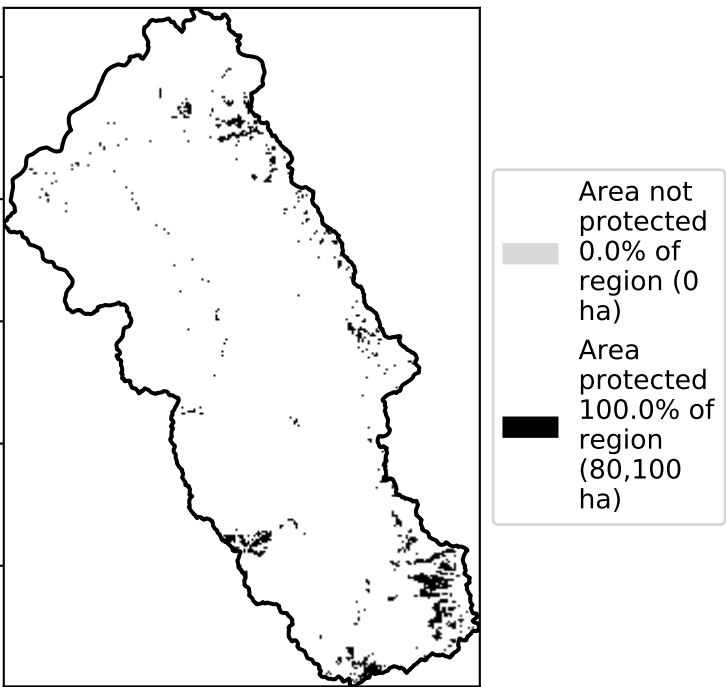 Area not
protected
0.0% of
region (0
ha)
Area
protected
100.0% of
region
(80,100
ha)